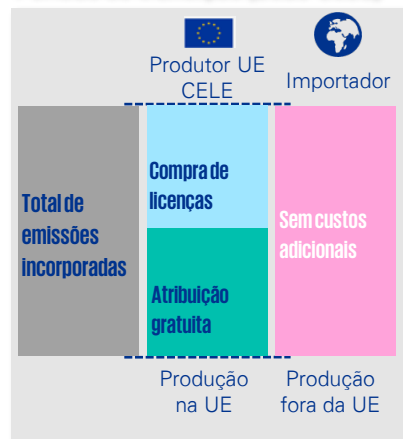 Produtor UE
CELE
Importador
Total de
emissões
incorporadas
Compra de
licenças
Atribuição
gratuita
Sem custos
adicionais
Produção
na UE
Produção
fora da UE